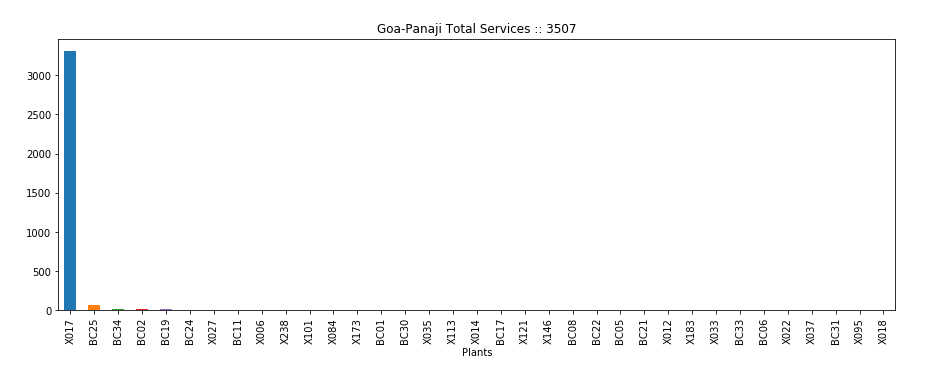 Goa-Panaji Total Services :: 3507
3000
2500
2000
1500
1000
500
0
X017
BC25
BC34
BC02
BC19
BC24
X027
BC11
X006
X238
X101
X084
X173
BC01
BC30
X035
X113
X014
BC17
X121
X146
BC08
BC22
BC05
BC21
X012
X183
X033
BC33
BC06
X022
X037
BC31
X095
X018
Plants